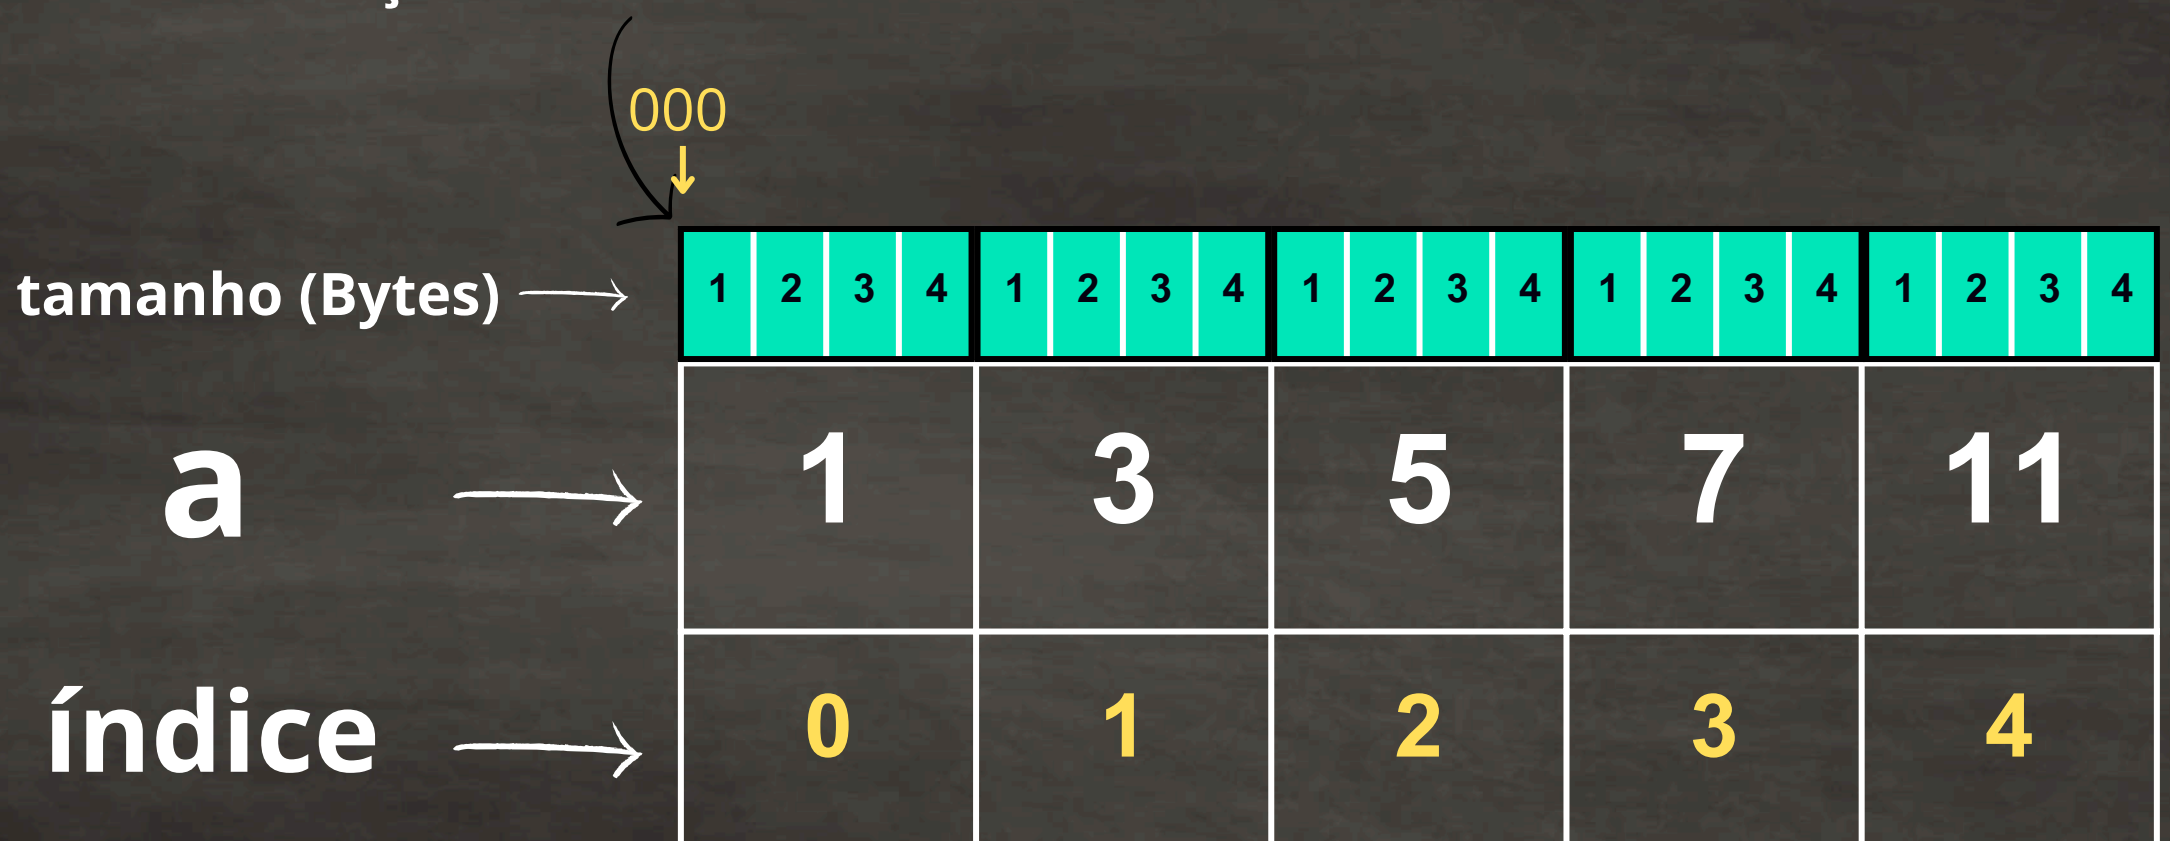 000
tamanho (Bytes) 1 2 3 4 1 2 3 4 1 2 3 4 1 2 3 4 1 2 3 4
a 1 3 5 7 11
índice 0 1 2 3 4